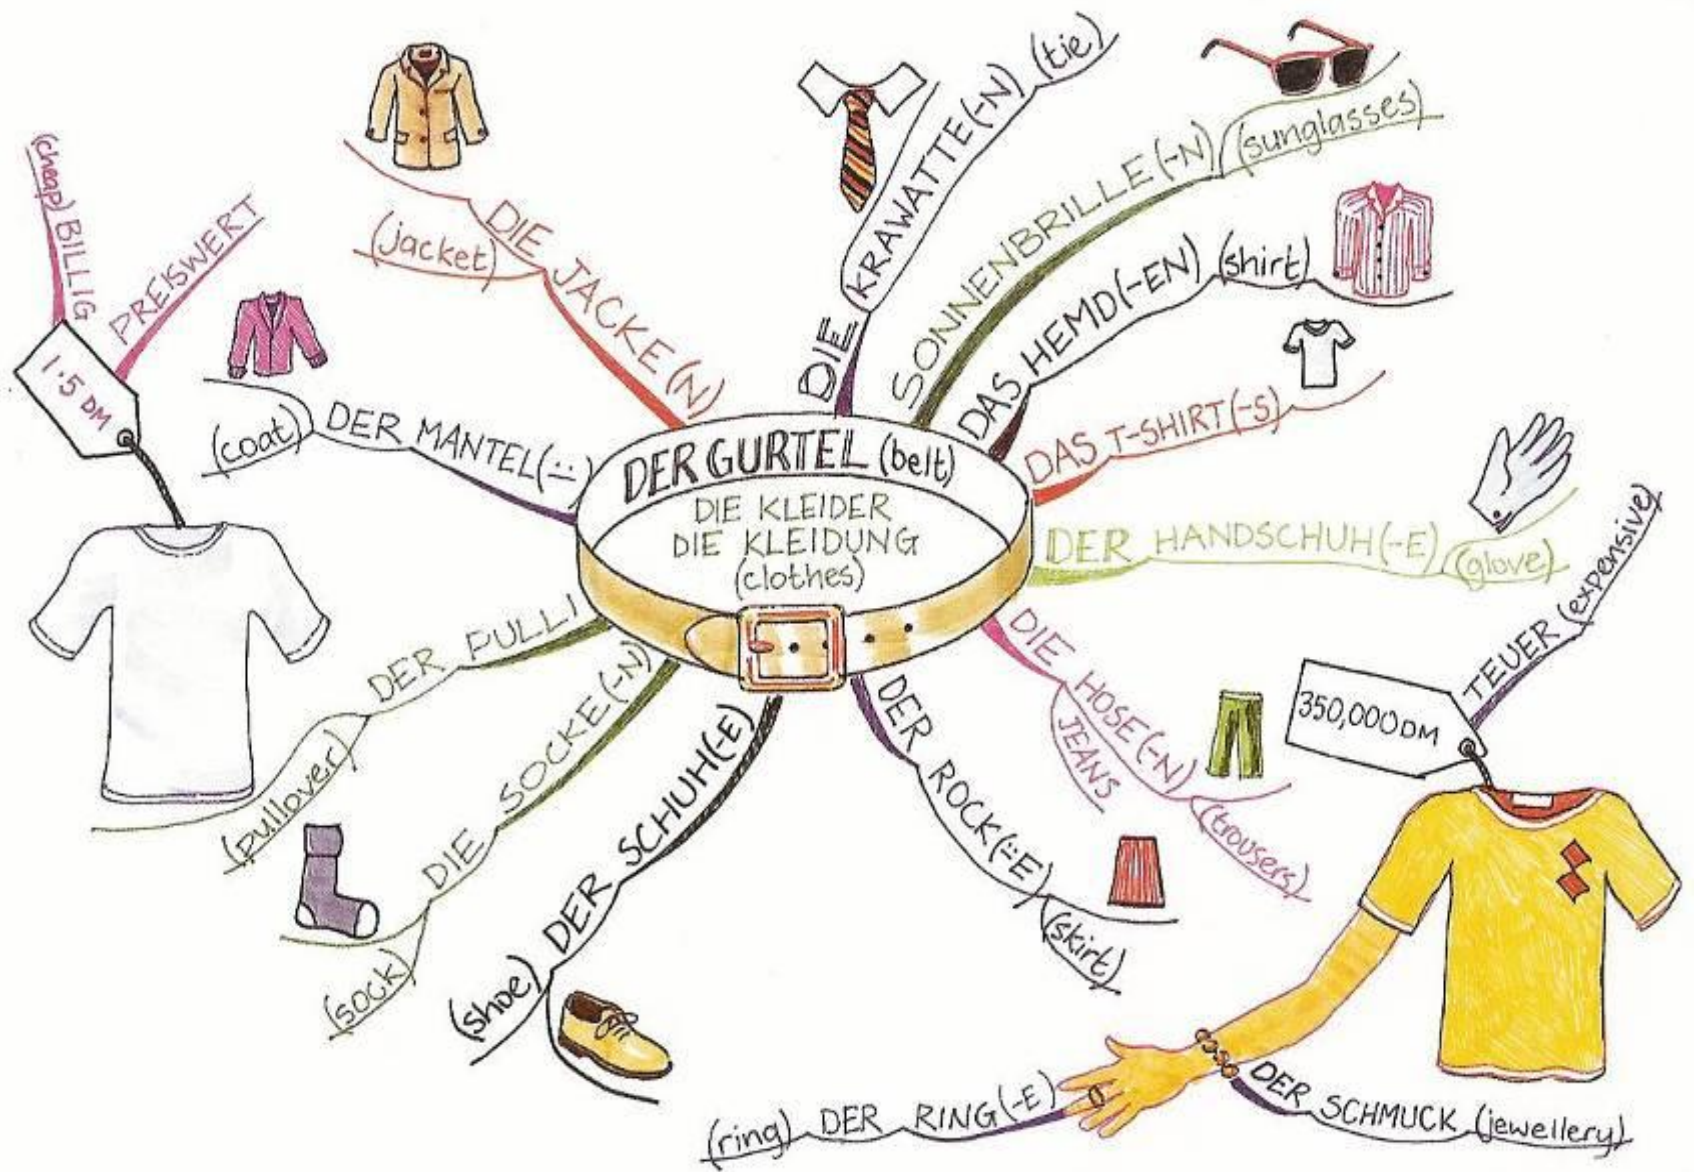 DER GURTEL (belt)
DIE KLEIDER
DIE KLEIDUNG
(clothes)
DIE KRAWATTE(-N) (tie)
SONNENBRILLE(-N) (sunglasses)
DAS HEMD(-EN) (shirt)
DAS T-SHIRT(-S)
DER HANDSCHUH(-E) (glove)
DIE HOSE(-N) (trousers)
JEANS
DER ROCK(-̈E) (skirt)
DER SCHUH(-E) (shoe)
DIE SOCKE(-N) (sock)
DER PULLI (pullover)
DER MANTEL(-̈) (coat)
DIE JACKE(N) (jacket)
(cheap) BILLIG
PREISWERT
1.5 DM
TEUER (expensive)
350,000DM
DER SCHMUCK (jewellery)
(ring) DER RING(-E)